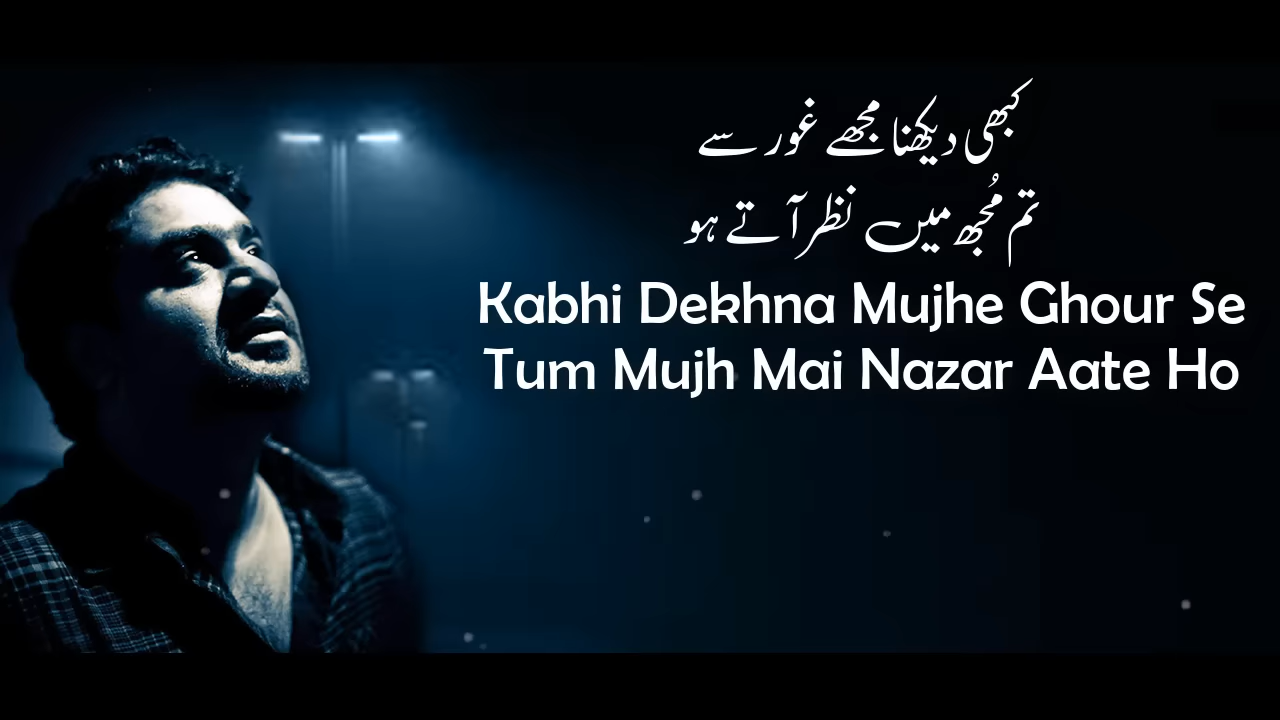 کبھی دیکھنا مجھے غور سے
تم مُجھ میں نظر آتے ہو
Kabhi Dekhna Mujhe Ghour Se
Tum Mujh Mai Nazar Aate Ho